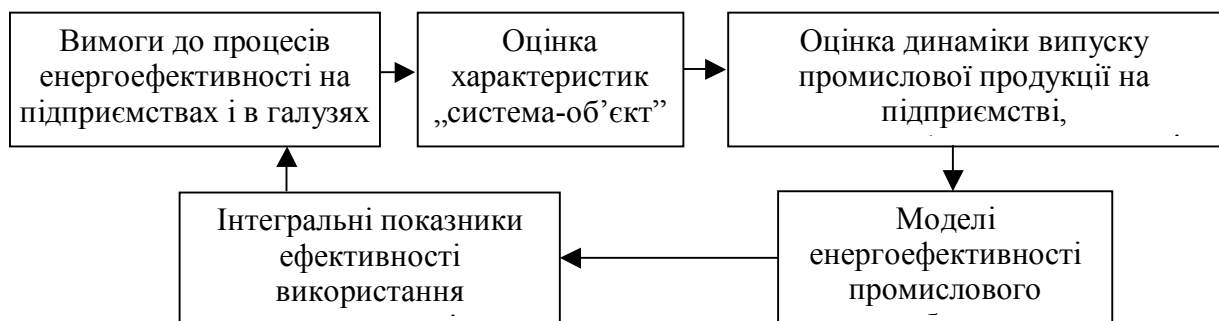 Вимоги до процесів
енергоефективності на
підприємствах і в галузях
Оцінка
характеристик
„система-об’єкт”
Оцінка динаміки випуску
промислової продукції на
підприємстві,
Моделі
енергоефективності
промислового
Інтегральні показники
ефективності
використання